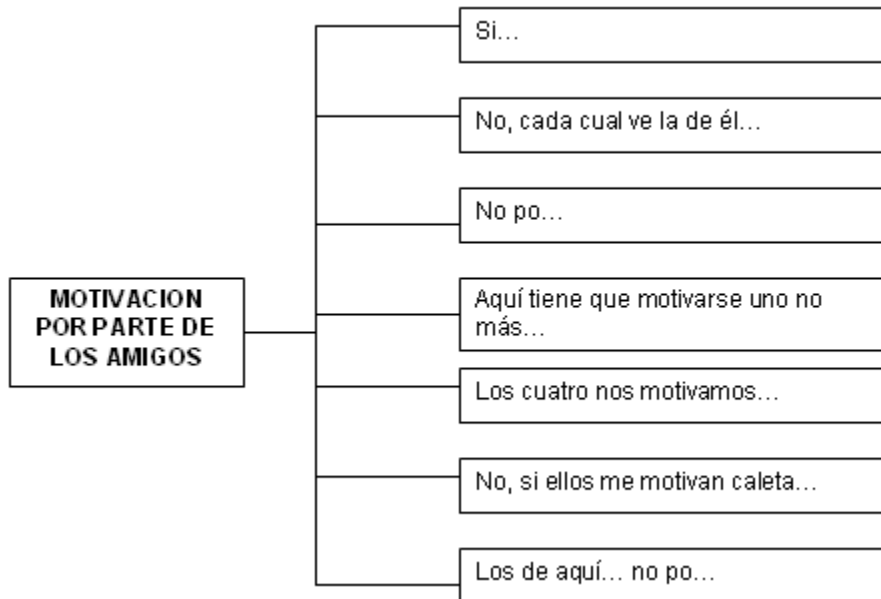 Si...
No, cada cual ve la de él...
No po...
MOTIVACION
POR PARTE DE
LOS AMIGOS
Aquí tiene que motivarse uno no
más...
Los cuatro nos motivamos...
No, si ellos me motivan caleta...
Los de aquí... no po...